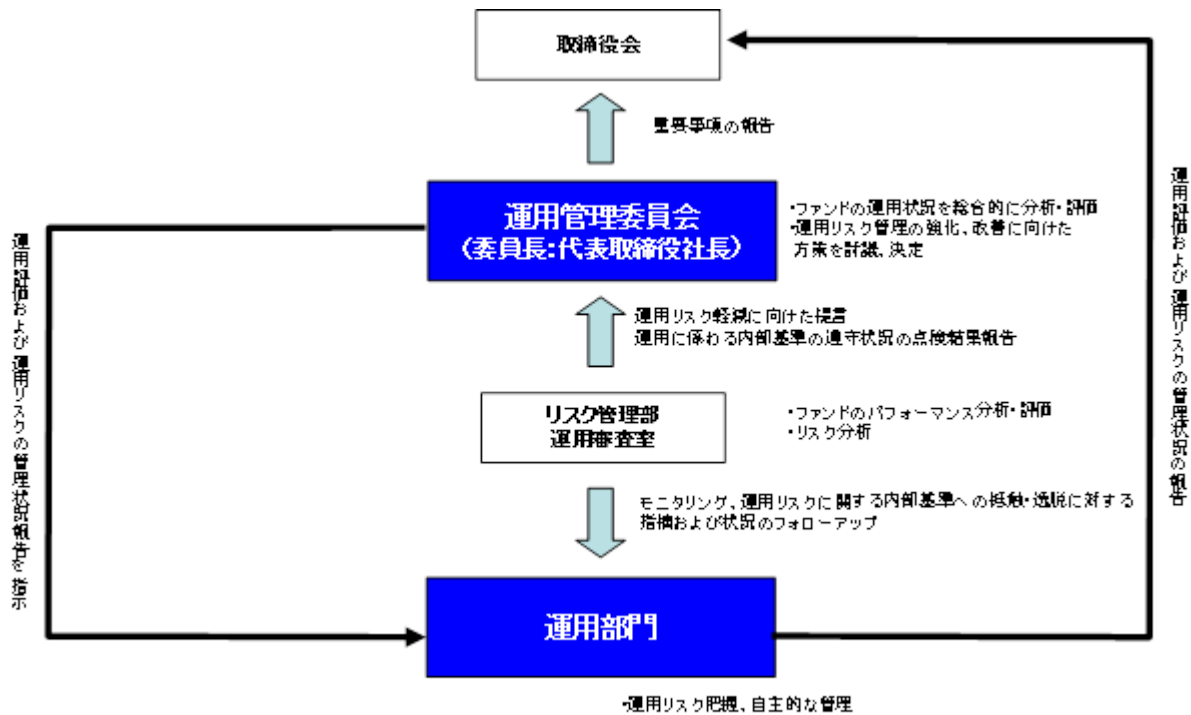 取締役会
重要事項の報告
運用管理委員会
(委員長:代表取締役社長)
・ファンドの運用状況を総合的に分析・評価
・運用リスク管理の強化、改善に向けた
方策を討議、決定
運用リスク軽減に向けた提言
運用に係わる内部基準の遵守状況の点検結果報告
リスク管理部
運用審査室
・ファンドのパフォーマンス分析・評価
・リスク分析
モニタリング、運用リスクに関する内部基準への抵触・逸脱に対する
指摘および状況のフォローアップ
運用部門
・運用リスク把握、自主的な管理
運用評価および運用リスクの管理状況報告を指示
運用評価および運用リスクの管理状況の報告